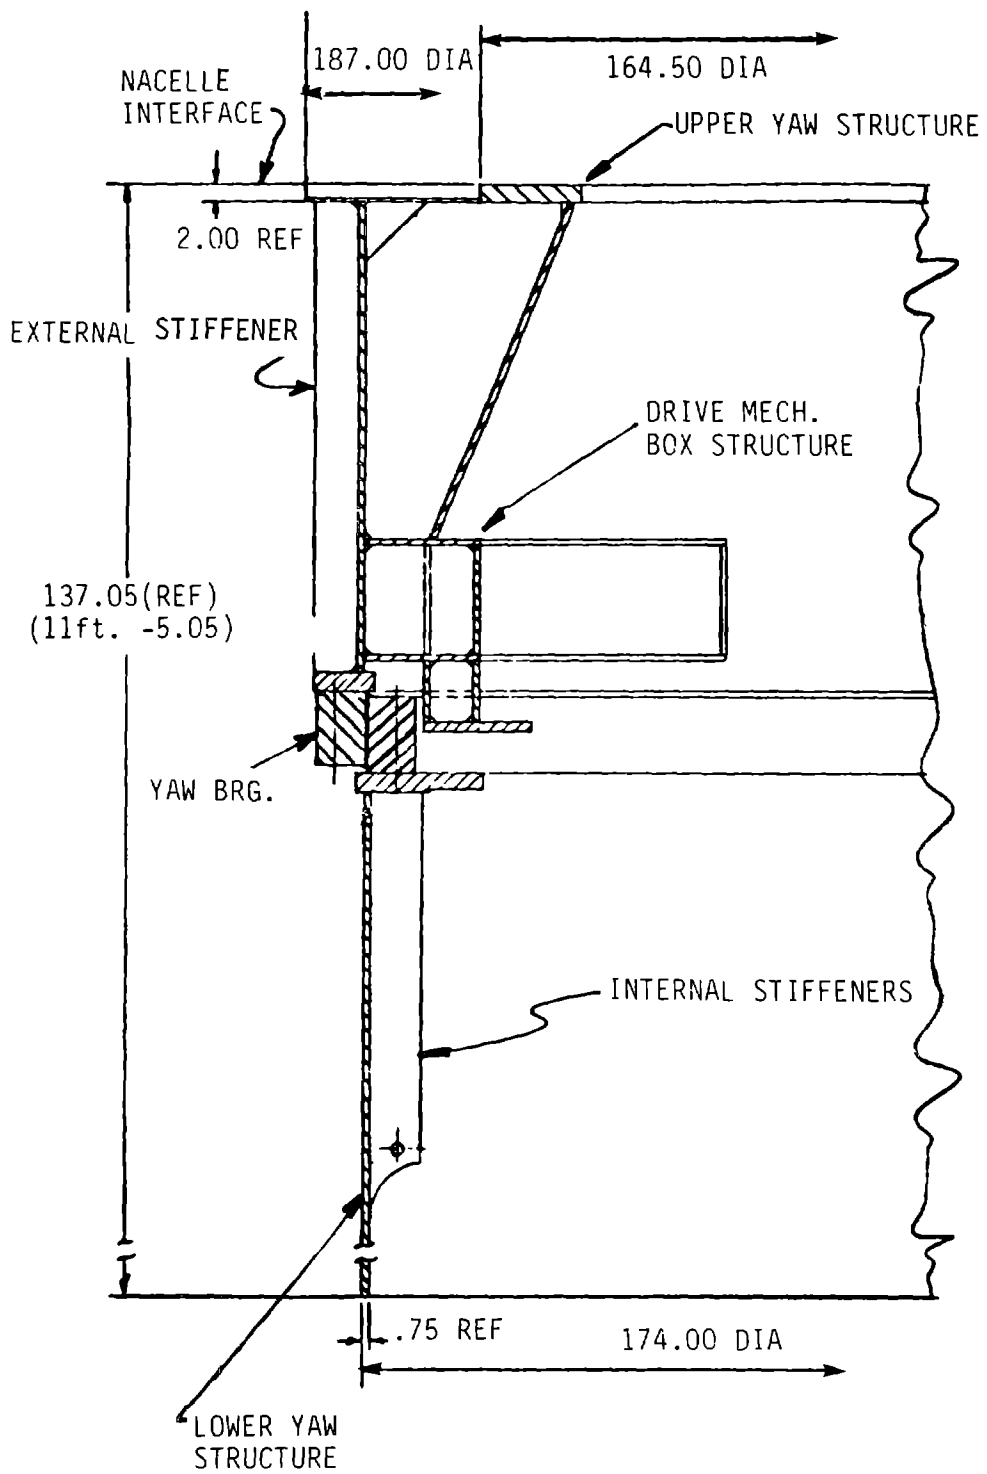 187.00 DIA
164.50 DIA
NACELLE
INTERFACE
UPPER YAW STRUCTURE
2.00 REF
EXTERNAL STIFFENER
DRIVE MECH.
BOX STRUCTURE
137.05(REF)
(11ft. -5.05)
YAW BRG.
INTERNAL STIFFENERS
.75 REF
174.00 DIA
LOWER YAW
STRUCTURE